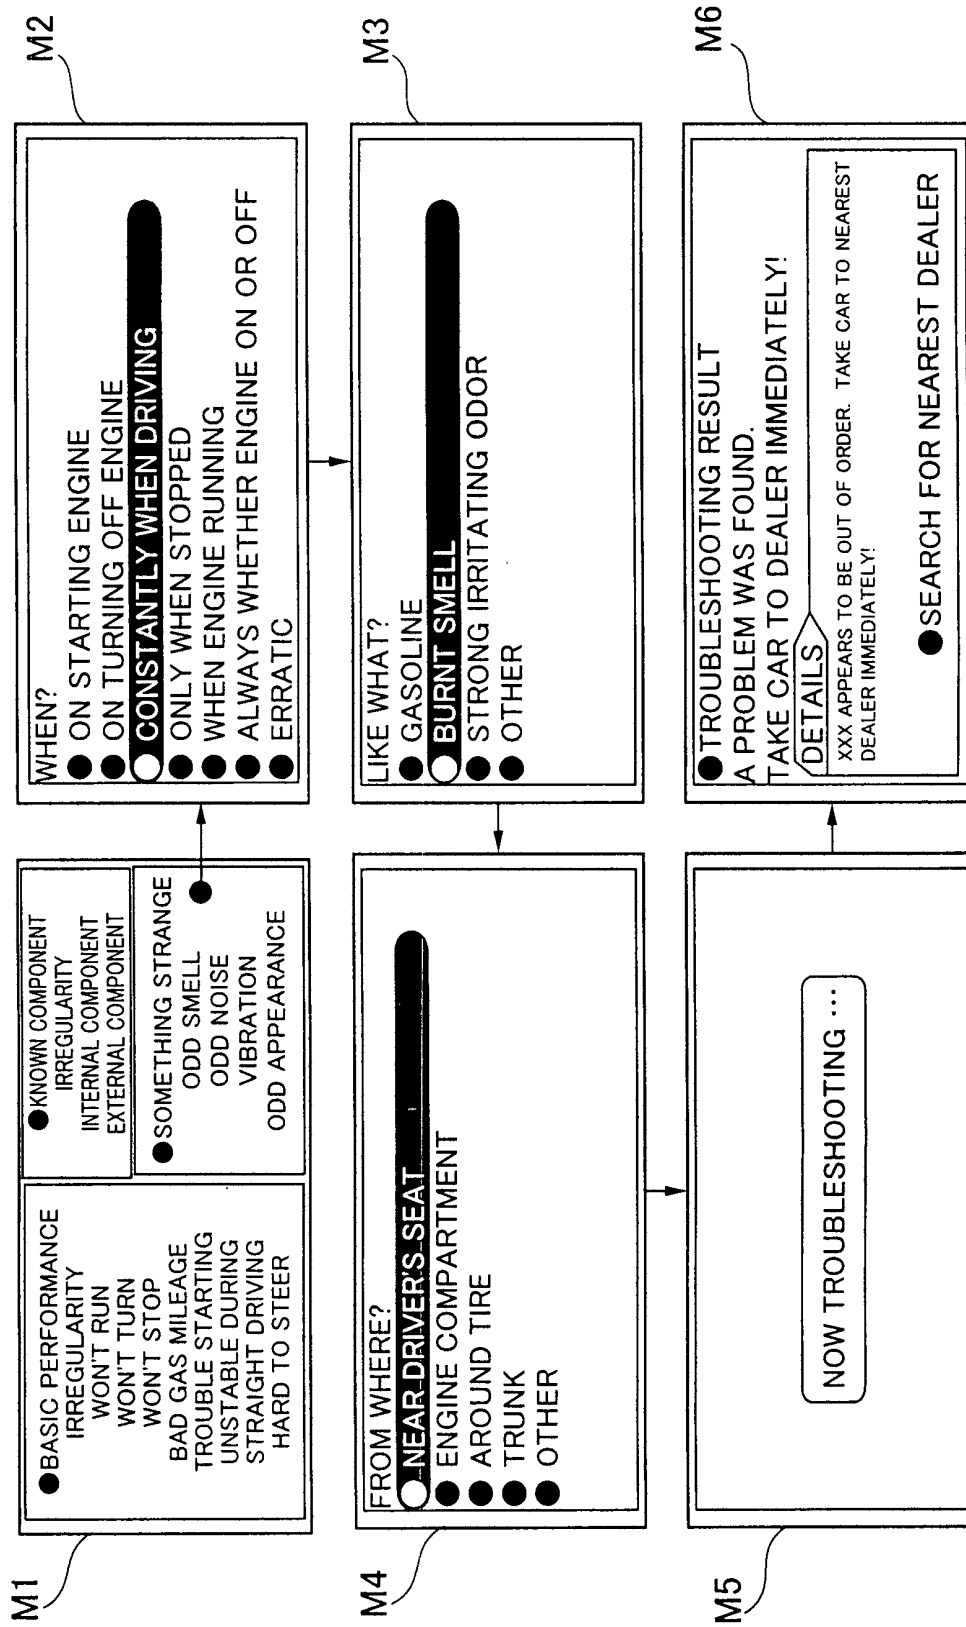 M1
●BASIC PERFORMANCE
IRREGULARITY
WON'T RUN
WON'T TURN
WON'T STOP
BAD GAS MILEAGE
TROUBLE STARTING
UNSTABLE DURING
STRAIGHT DRIVING
HARD TO STEER
●KNOWN COMPONENT
IRREGULARITY
INTERNAL COMPONENT
EXTERNAL COMPONENT
●SOMETHING STRANGE
ODD SMELL
ODD NOISE
VIBRATION
ODD APPEARANCE
M2
WHEN?
●ON STARTING ENGINE
●ON TURNING OFF ENGINE
○CONSTANTLY WHEN DRIVING
●ONLY WHEN STOPPED
●WHEN ENGINE RUNNING
●ALWAYS WHETHER ENGINE ON OR OFF
●ERRATIC
M4
FROM WHERE?
○NEAR DRIVER'S SEAT
●ENGINE COMPARTMENT
●AROUND TIRE
●TRUNK
●OTHER
M3
LIKE WHAT?
●GASOLINE
○BURNT SMELL
●STRONG IRRITATING ODOR
●OTHER
M5
NOW TROUBLESHOOTING ···
M6
●TROUBLESHOOTING RESULT
A PROBLEM WAS FOUND.
TAKE CAR TO DEALER IMMEDIATELY!
DETAILS
XXX APPEARS TO BE OUT OF ORDER. TAKE CAR TO NEAREST
DEALER IMMEDIATELY!
●SEARCH FOR NEAREST DEALER